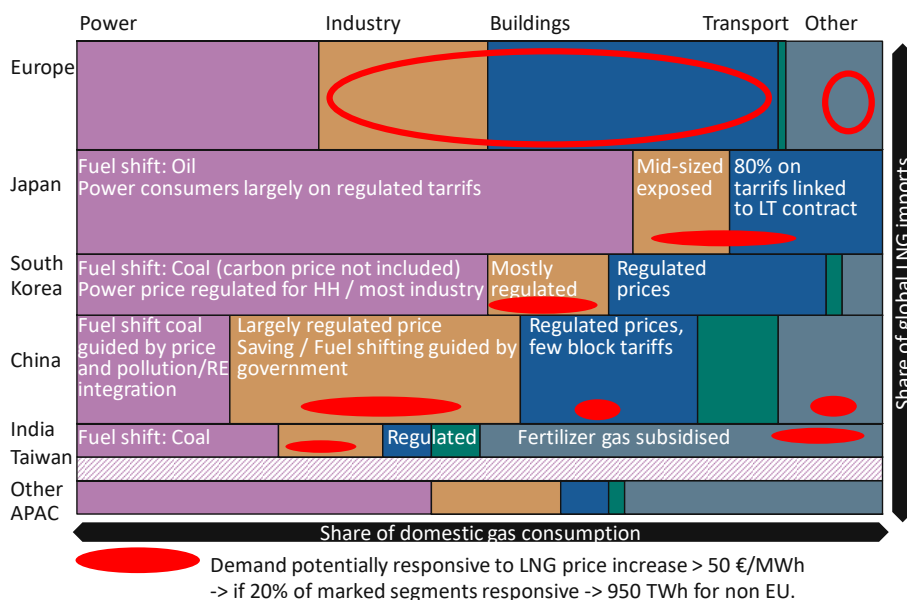 Power Industry Buildings Transport Other
Europe
Japan
Fuel shift: Oil
Power consumers largely on regulated tarrifs
Mid-sized
exposed
80% on
tarrifs linked
to LT contract
South
Korea
Fuel shift: Coal (carbon price not included)
Power price regulated for HH / most industry
Mostly
regulated
Regulated
prices
China
Fuel shift coal
guided by price
and pollution/RE
integration
Largely regulated price
Saving / Fuel shifting guided by
government
Regulated prices,
few block tariffs
India
Fuel shift: Coal
Regulated
Fertilizer gas subsidised
Taiwan
Other
APAC
Share of global LNG imports
Share of domestic gas consumption
Demand potentially responsive to LNG price increase > 50 €/MWh
-> if 20% of marked segments responsive -> 950 TWh for non EU.